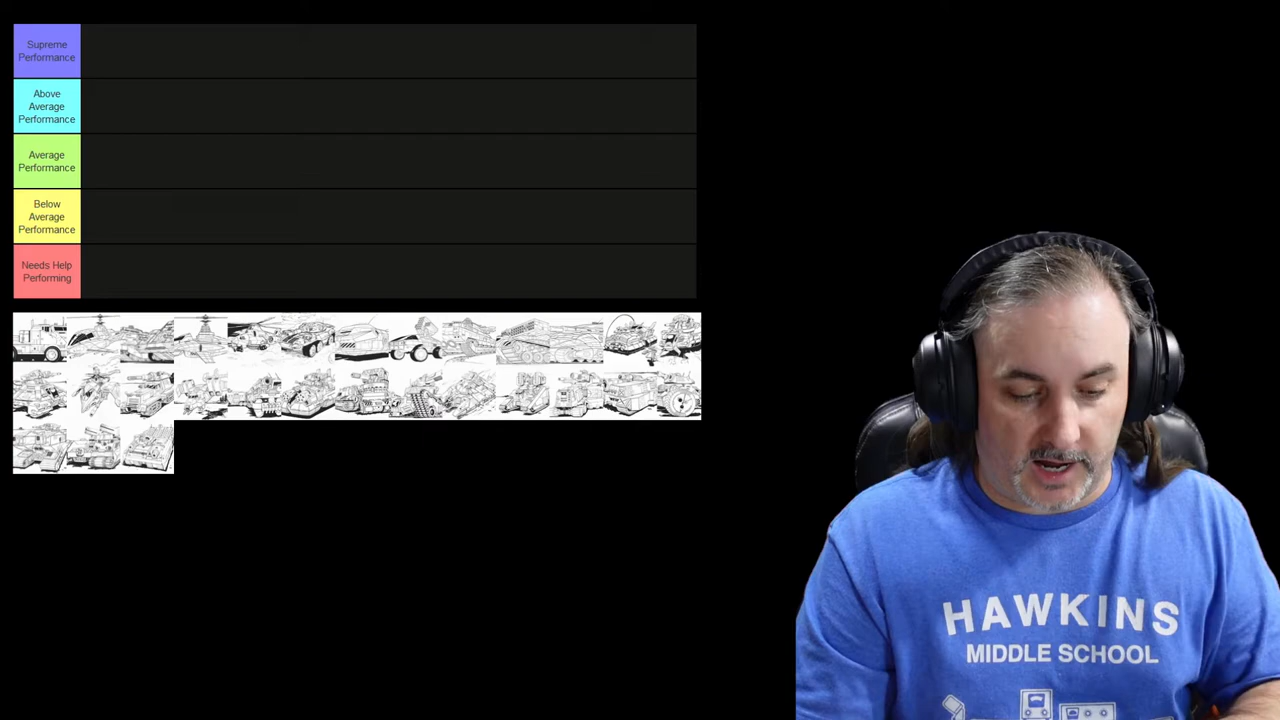 Supreme
Performance
Above
Average
Performance
Average
Performance
Below
Average
Performance
Needs Help
Performing
HAWKINS
MIDDLE SCHOOL